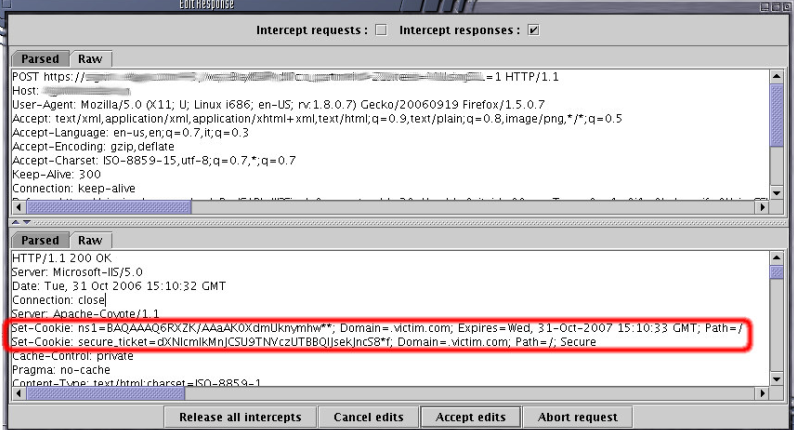 Edit Response
Intercept requests : Intercept responses :
Parsed Raw
POST https:// =1 HTTP/1.1
Host:
User-Agent: Mozilla/5.0 (X11; U; Linux i686; en-US; rv:1.8.0.7) Gecko/20060919 Firefox/1.5.0.7
Accept: text/xml,application/xml,application/xhtml+xml,text/html;q=0.9,text/plain;q=0.8,image/png,*/*;q=0.5
Accept-Language: en-us,en;q=0.7,it;q=0.3
Accept-Encoding: gzip,deflate
Accept-Charset: ISO-8859-15,utf-8;q=0.7,*;q=0.7
Keep-Alive: 300
Connection: keep-alive
Parsed Raw
HTTP/1.1 200 OK
Server: Microsoft-IIS/5.0
Date: Tue, 31 Oct 2006 15:10:32 GMT
Connection: close
Server: Apache-Coyote/1.1
Set-Cookie: ns1=BAQAAAQ6RXZK/AAaAK0XdmUknymhw**; Domain=.victim.com; Expires=Wed, 31-Oct-2007 15:10:33 GMT; Path=/
Set-Cookie: secure_ticket=dXNlcmlkMnJCSU9TNVczUTBBQlJsekJncS8*f; Domain=.victim.com; Path=/; Secure
Cache-Control: private
Pragma: no-cache
Content-Type: text/html;charset=ISO-8859-1
Release all intercepts Cancel edits Accept edits Abort request